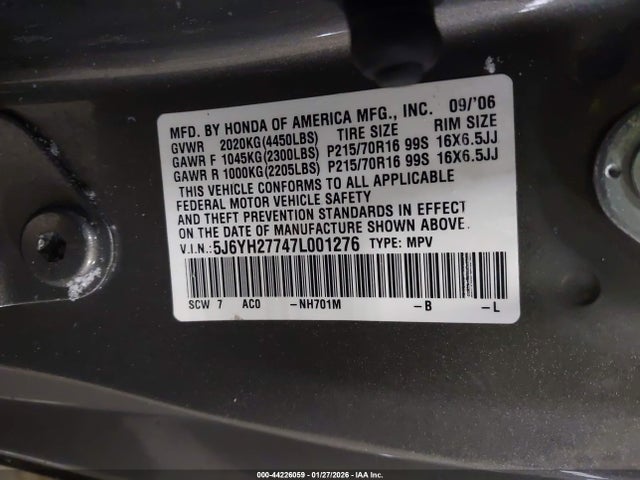 MFD. BY HONDA OF AMERICA MFG., INC. 09/'06
GVWR 2020KG(4450LBS) TIRE SIZE RIM SIZE
GAWR F 1045KG(2300LBS) P215/70R16 99S 16X6.5JJ
GAWR R 1000KG(2205LBS) P215/70R16 99S 16X6.5JJ
THIS VEHICLE CONFORMS TO ALL APPLICABLE
FEDERAL MOTOR VEHICLE SAFETY
AND THEFT PREVENTION STANDARDS IN EFFECT
ON THE DATE OF MANUFACTURE SHOWN ABOVE.
V.I.N.:5J6YH27747L001276 TYPE: MPV
SCW 7 AC0 -NH701M -B -L
000-44226059 | 01/27/2026 - IAA Inc.